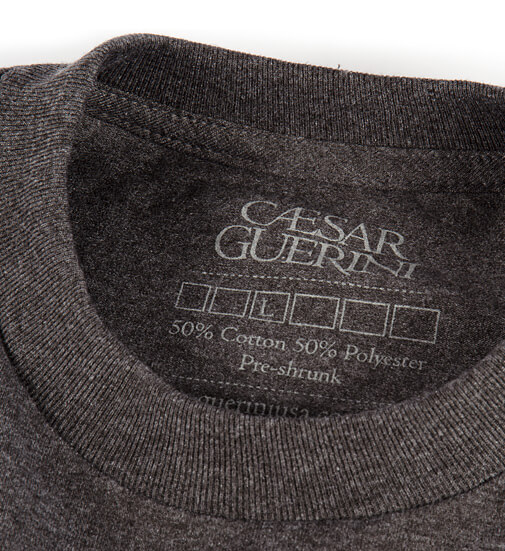 CÆSAR
GUERINI
L
50% Cotton 50% Polyester
Pre-shrunk